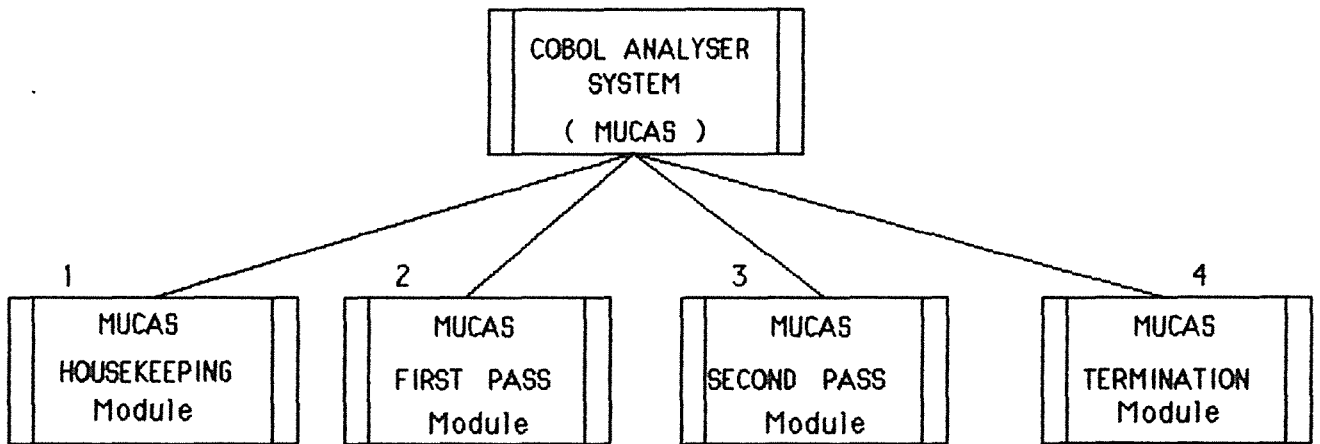 COBOL ANALYSER
SYSTEM
( MUCAS )
1
MUCAS
HOUSEKEEPING
Module
2
MUCAS
FIRST PASS
Module
3
MUCAS
SECOND PASS
Module
4
MUCAS
TERMINATION
Module